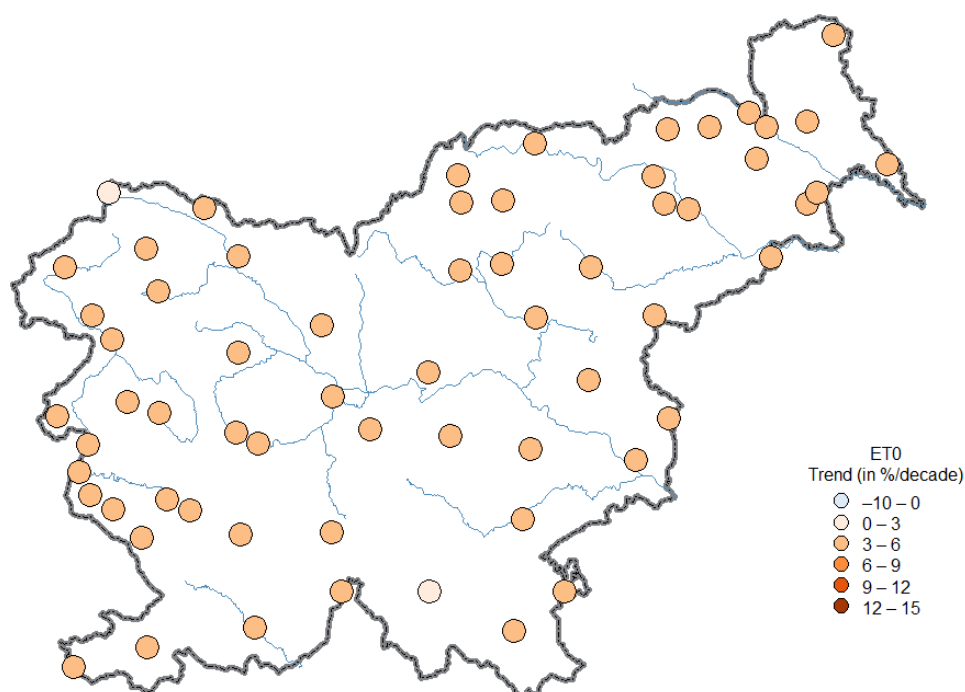 ET0
Trend (in %/decade)
–10 – 0
0 – 3
3 – 6
6 – 9
9 – 12
12 – 15